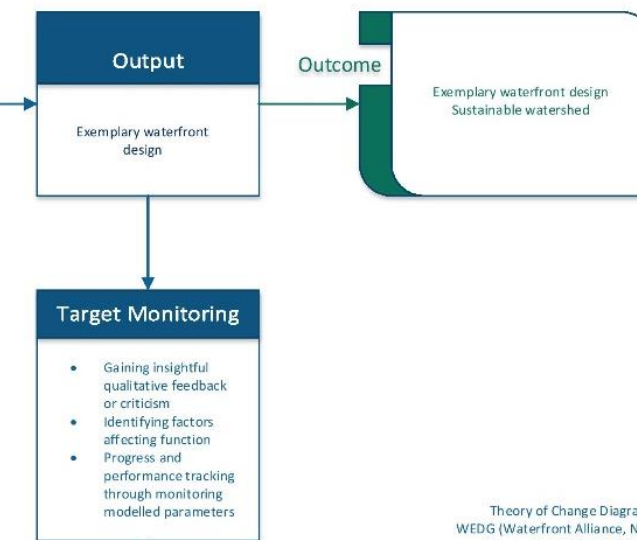 Output
Exemplary waterfront
design
Outcome
Exemplary waterfront design
Sustainable watershed
Target Monitoring
• Gaining insightful
qualitative feedback
or criticism
• Identifying factors
affecting function
• Progress and
performance tracking
through monitoring
modelled parameters
Theory of Change Diagra
WEDG (Waterfront Alliance, N